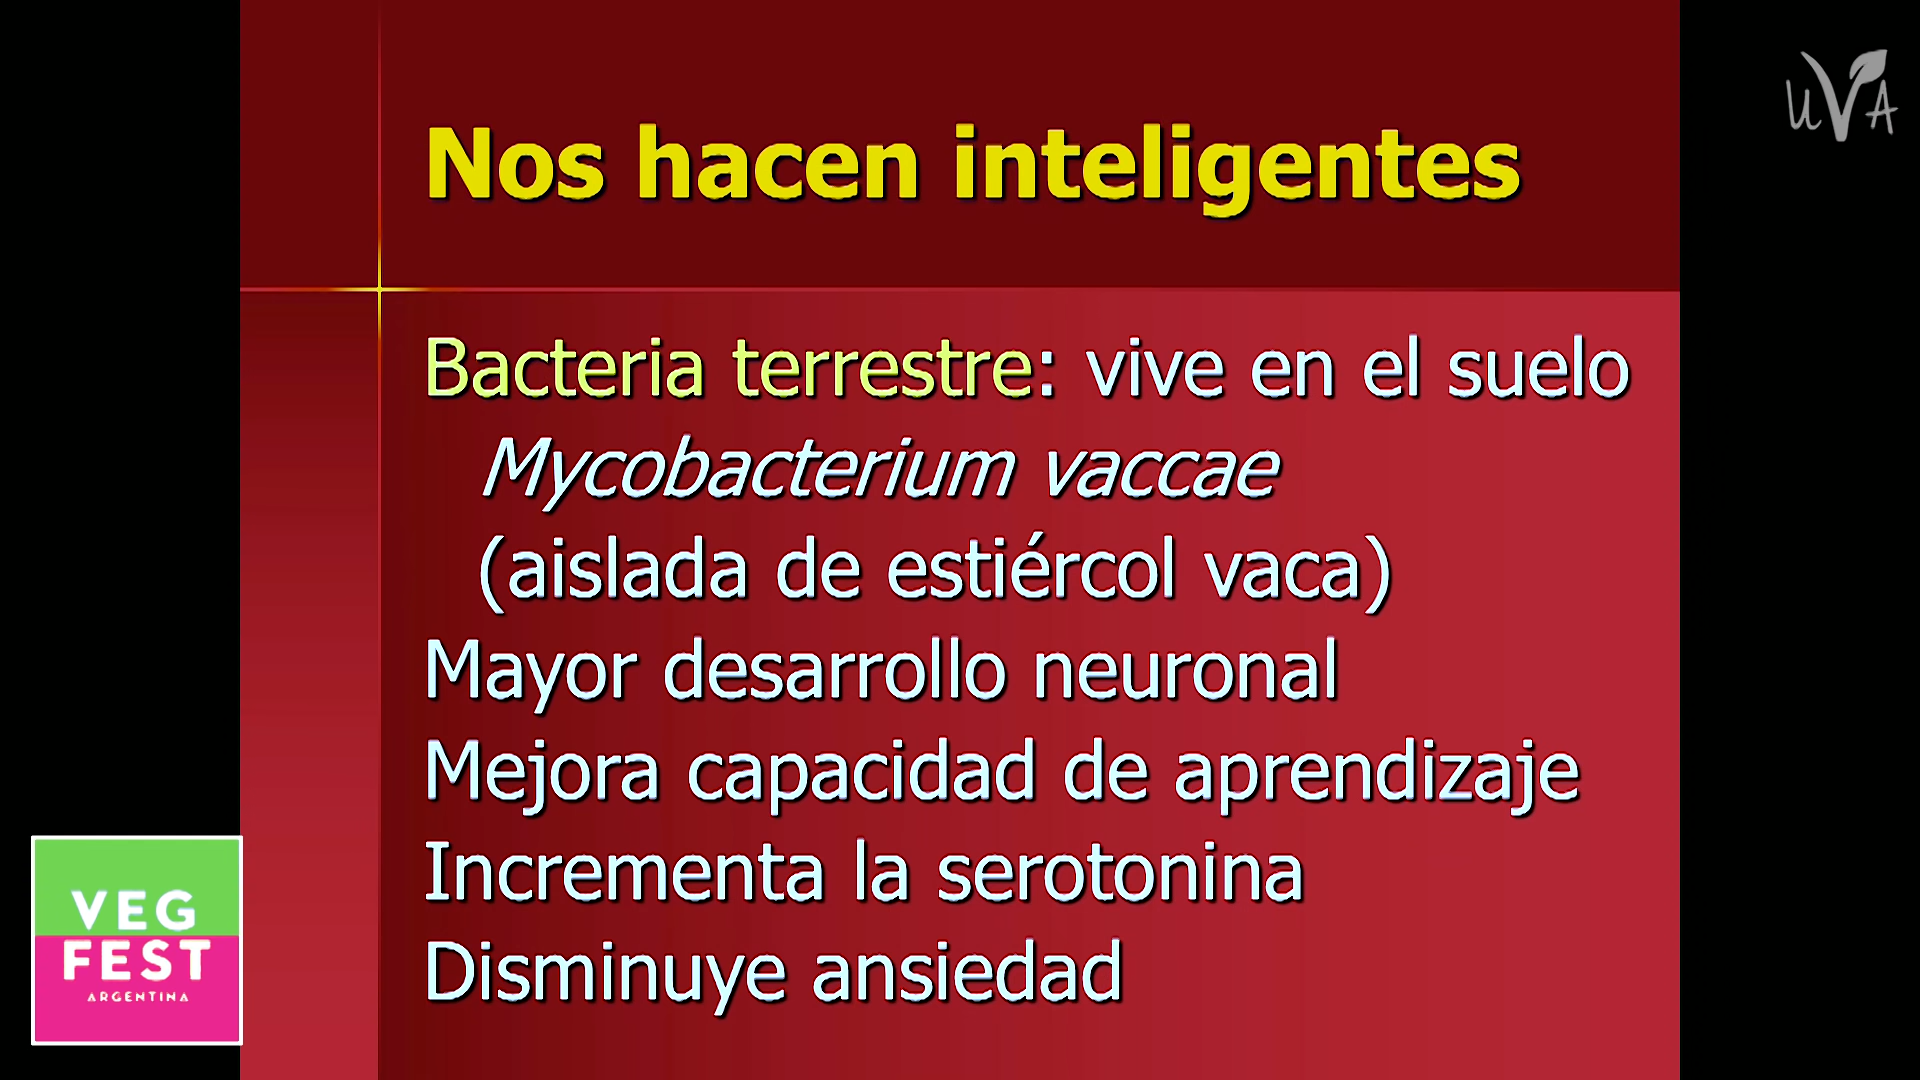 UVA
Nos hacen inteligentes
Bacteria terrestre: vive en el suelo
Mycobacterium vaccae
(aislada de estiércol vaca)
Mayor desarrollo neuronal
Mejora capacidad de aprendizaje
Incrementa la serotonina
Disminuye ansiedad
VEG
FEST
ARGENTINA